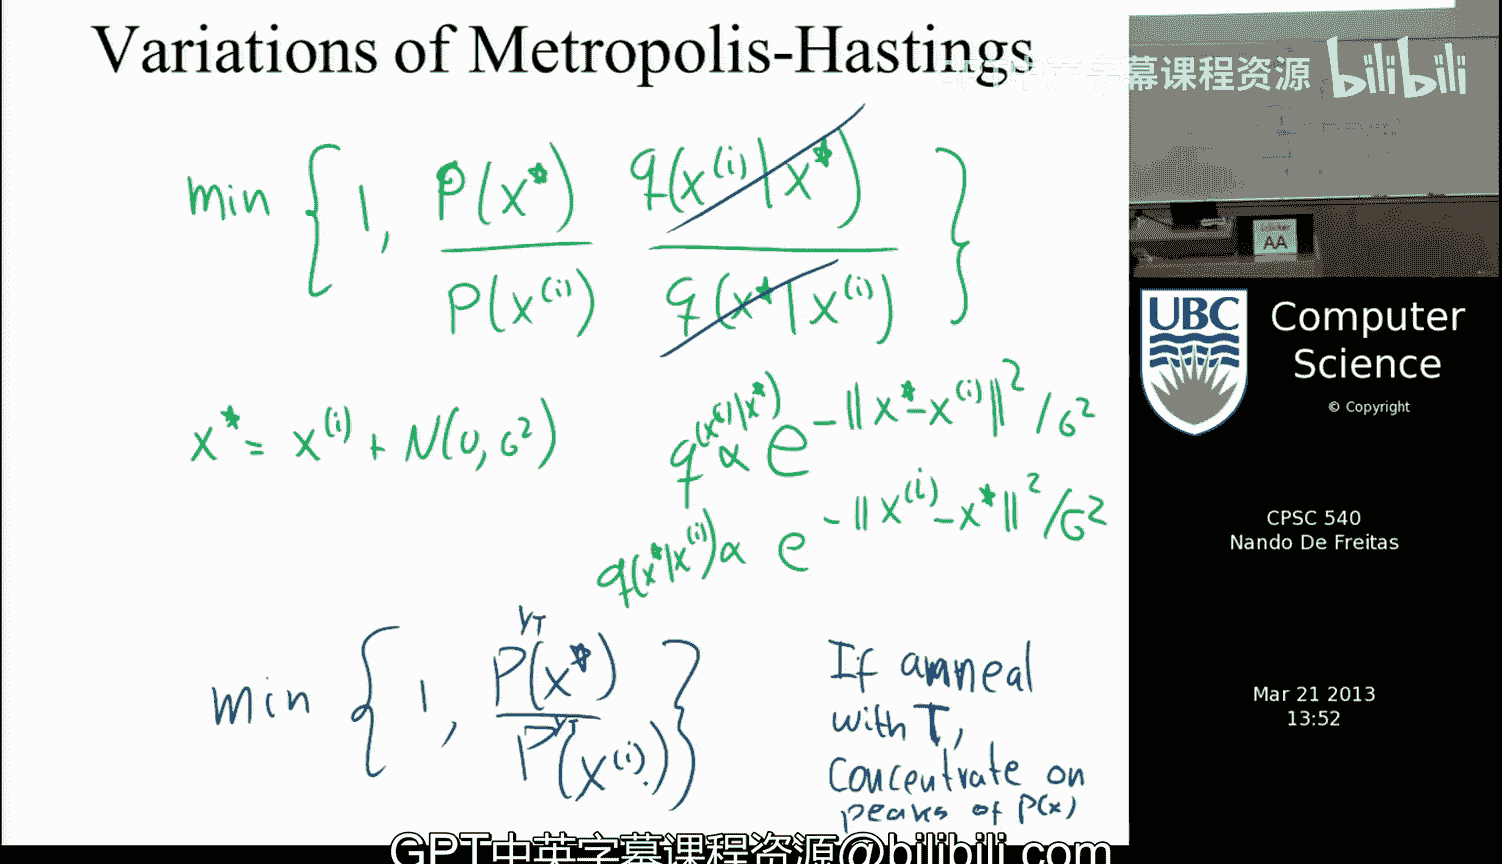 Variations of Metropolis-Hastings
字幕课程资源 bilibili
min { 1, P(x*) / P(x⁽ⁱ⁾) q(x⁽ⁱ⁾|x*) / q(x*|x⁽ⁱ⁾) }
x* = x⁽ⁱ⁾ + N(0, σ²)
q(x⁽ⁱ⁾|x*) ∝ e^(-||x*-x⁽ⁱ⁾||²/σ²)
q(x*|x⁽ⁱ⁾) ∝ e^(-||x⁽ⁱ⁾-x*||²/σ²)
min { 1, P^(1/T)(x*) / P^(1/T)(x⁽ⁱ⁾) }
If anneal
with T,
Concentrate on
peaks of P(x)
AA
UBC
Computer
Science
© Copyright
CPSC 540
Nando De Freitas
Mar 21 2013
13:52
GPT中英字幕课程资源@bilibili.com